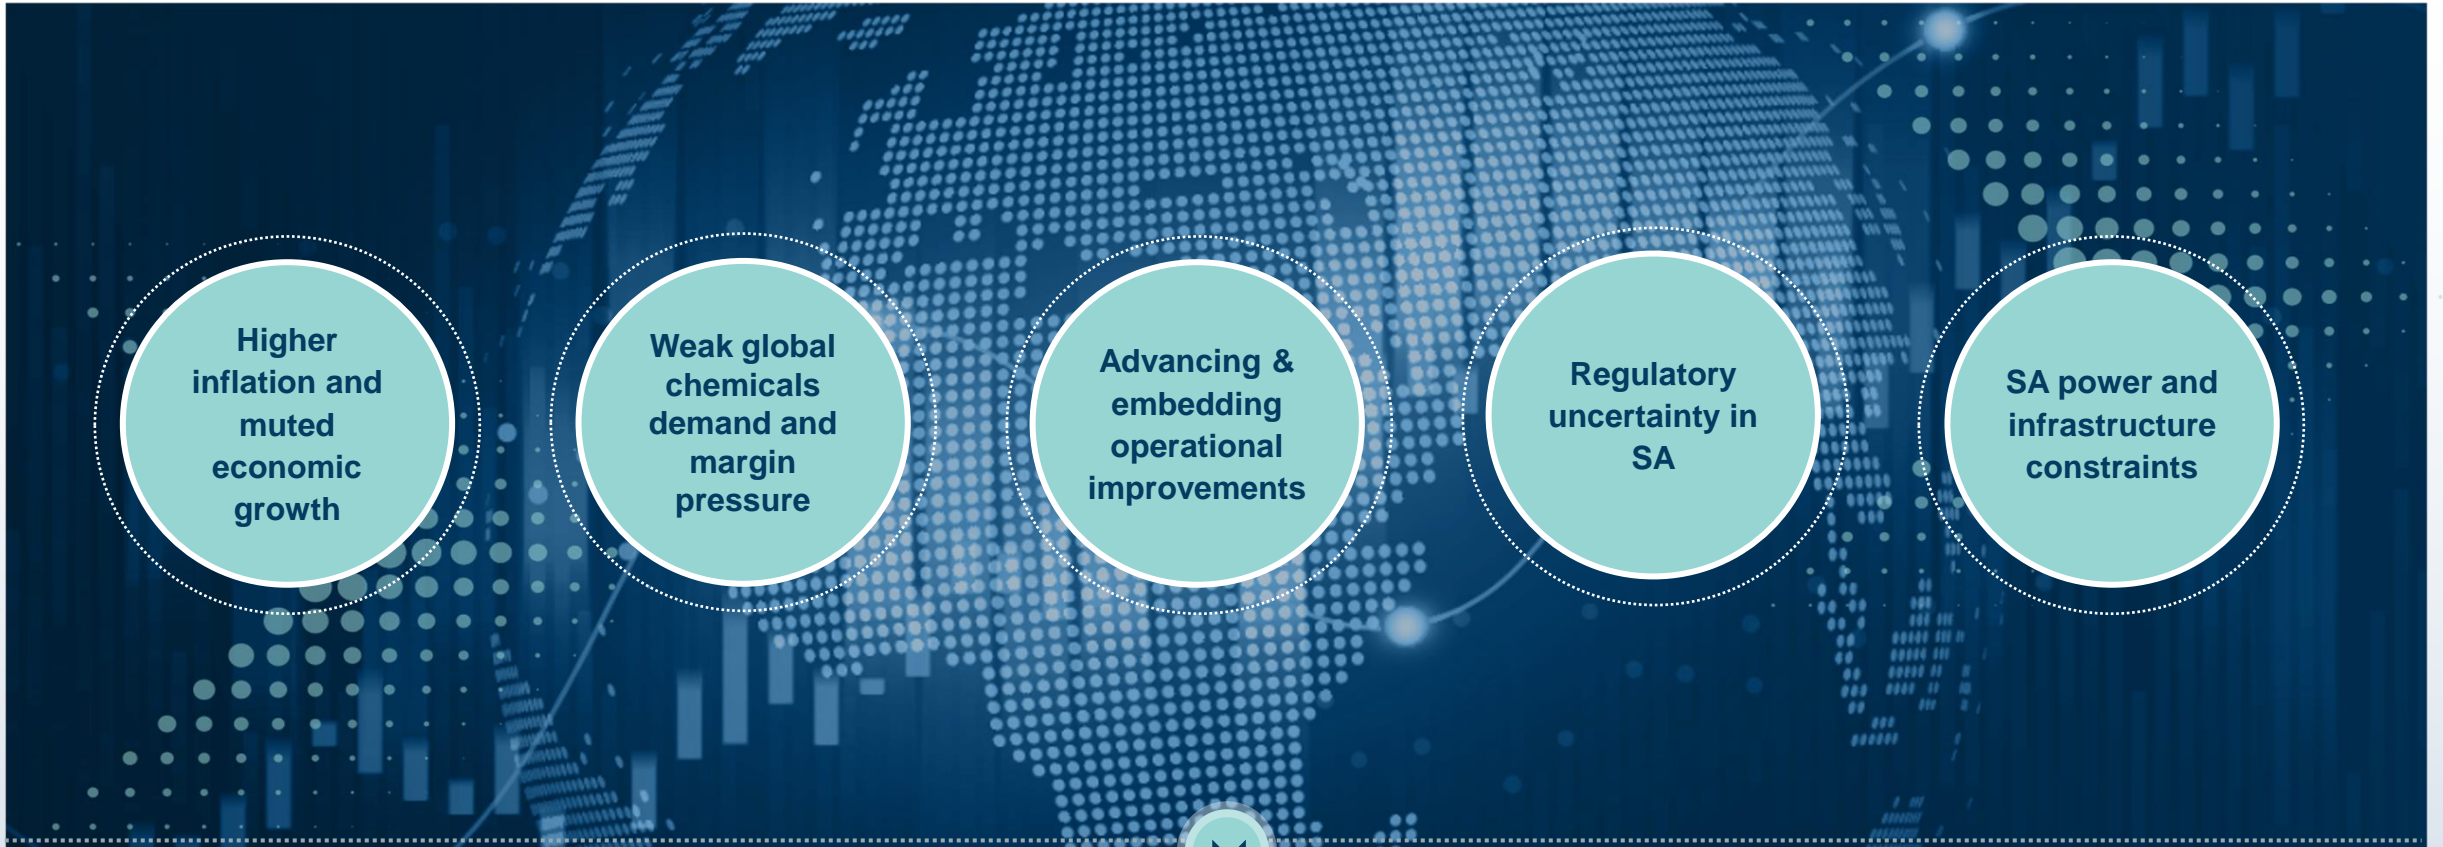 Higher
inflation and
muted
economic
growth
Weak global
chemicals
demand and
margin
pressure
Advancing &
embedding
operational
improvements
Regulatory
uncertainty in
SA
SA power and
infrastructure
constraints